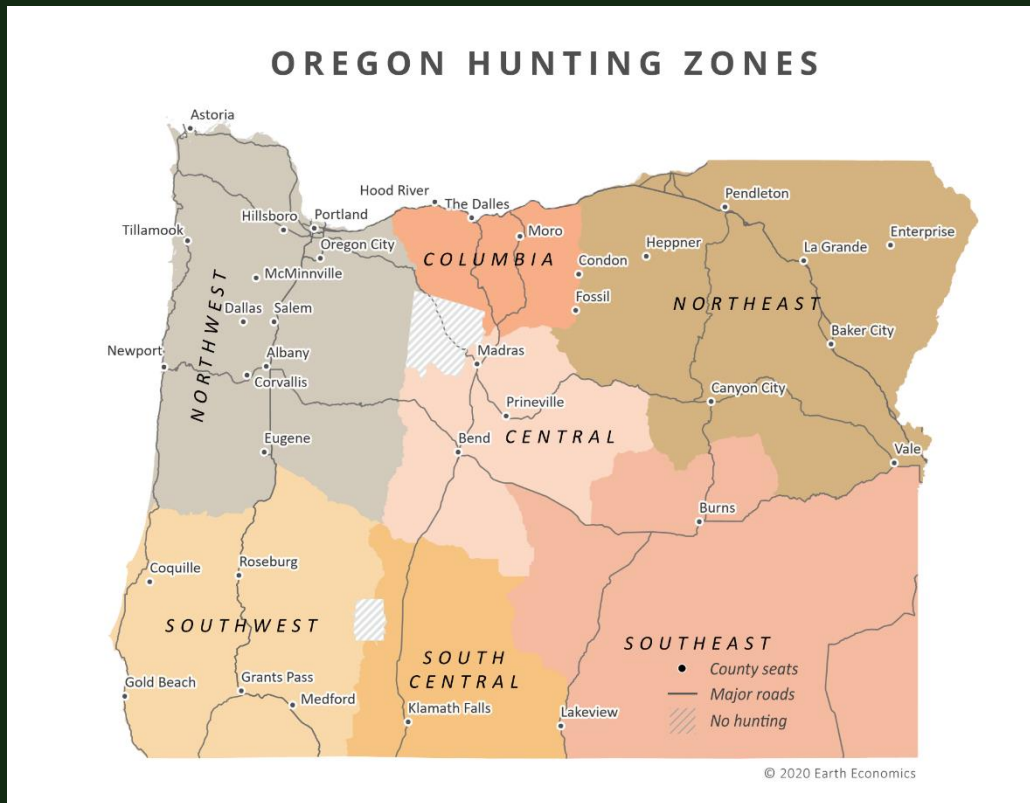 OREGON HUNTING ZONES
Astoria
Hood River
The Dalles
Pendleton
Hillsboro
Portland
Tillamook
Oregon City
Moro
Heppner
La Grande
Enterprise
COLUMBIA
McMinnville
Condon
NORTHWEST
Dallas
Salem
Fossil
NORTHEAST
Baker City
Newport
Albany
Madras
Corvallis
Canyon City
Prineville
CENTRAL
Eugene
Bend
Vale
Burns
Coquille
Roseburg
SOUTHWEST
SOUTHEAST
SOUTH
CENTRAL
County seats
Major roads
No hunting
Gold Beach
Grants Pass
Medford
Klamath Falls
Lakeview
© 2020 Earth Economics